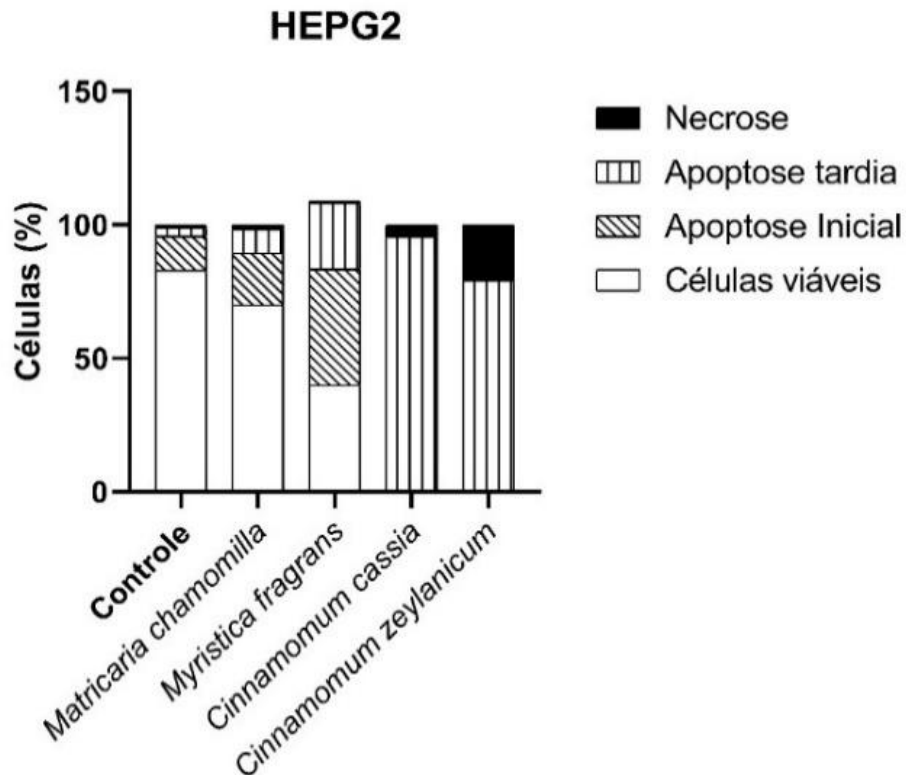 HEPG2
150
100
50
0
Células (%)
Necrose
Apoptose tardia
Apoptose Inicial
Células viáveis
Controle
Matricaria chamomilla
Myristica fragrans
Cinnamomum cassia
Cinnamomum zeylanicum